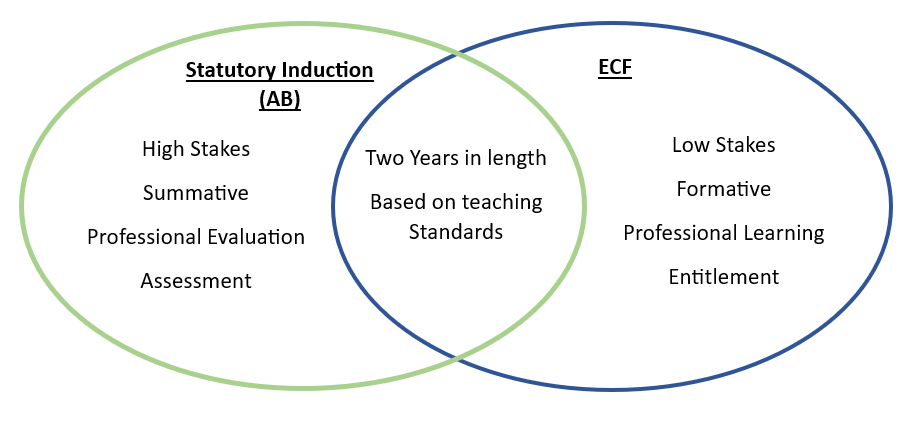 Statutory Induction
(AB)
High Stakes
Summative
Professional Evaluation
Assessment
Two Years in length
Based on teaching
Standards
ECF
Low Stakes
Formative
Professional Learning
Entitlement